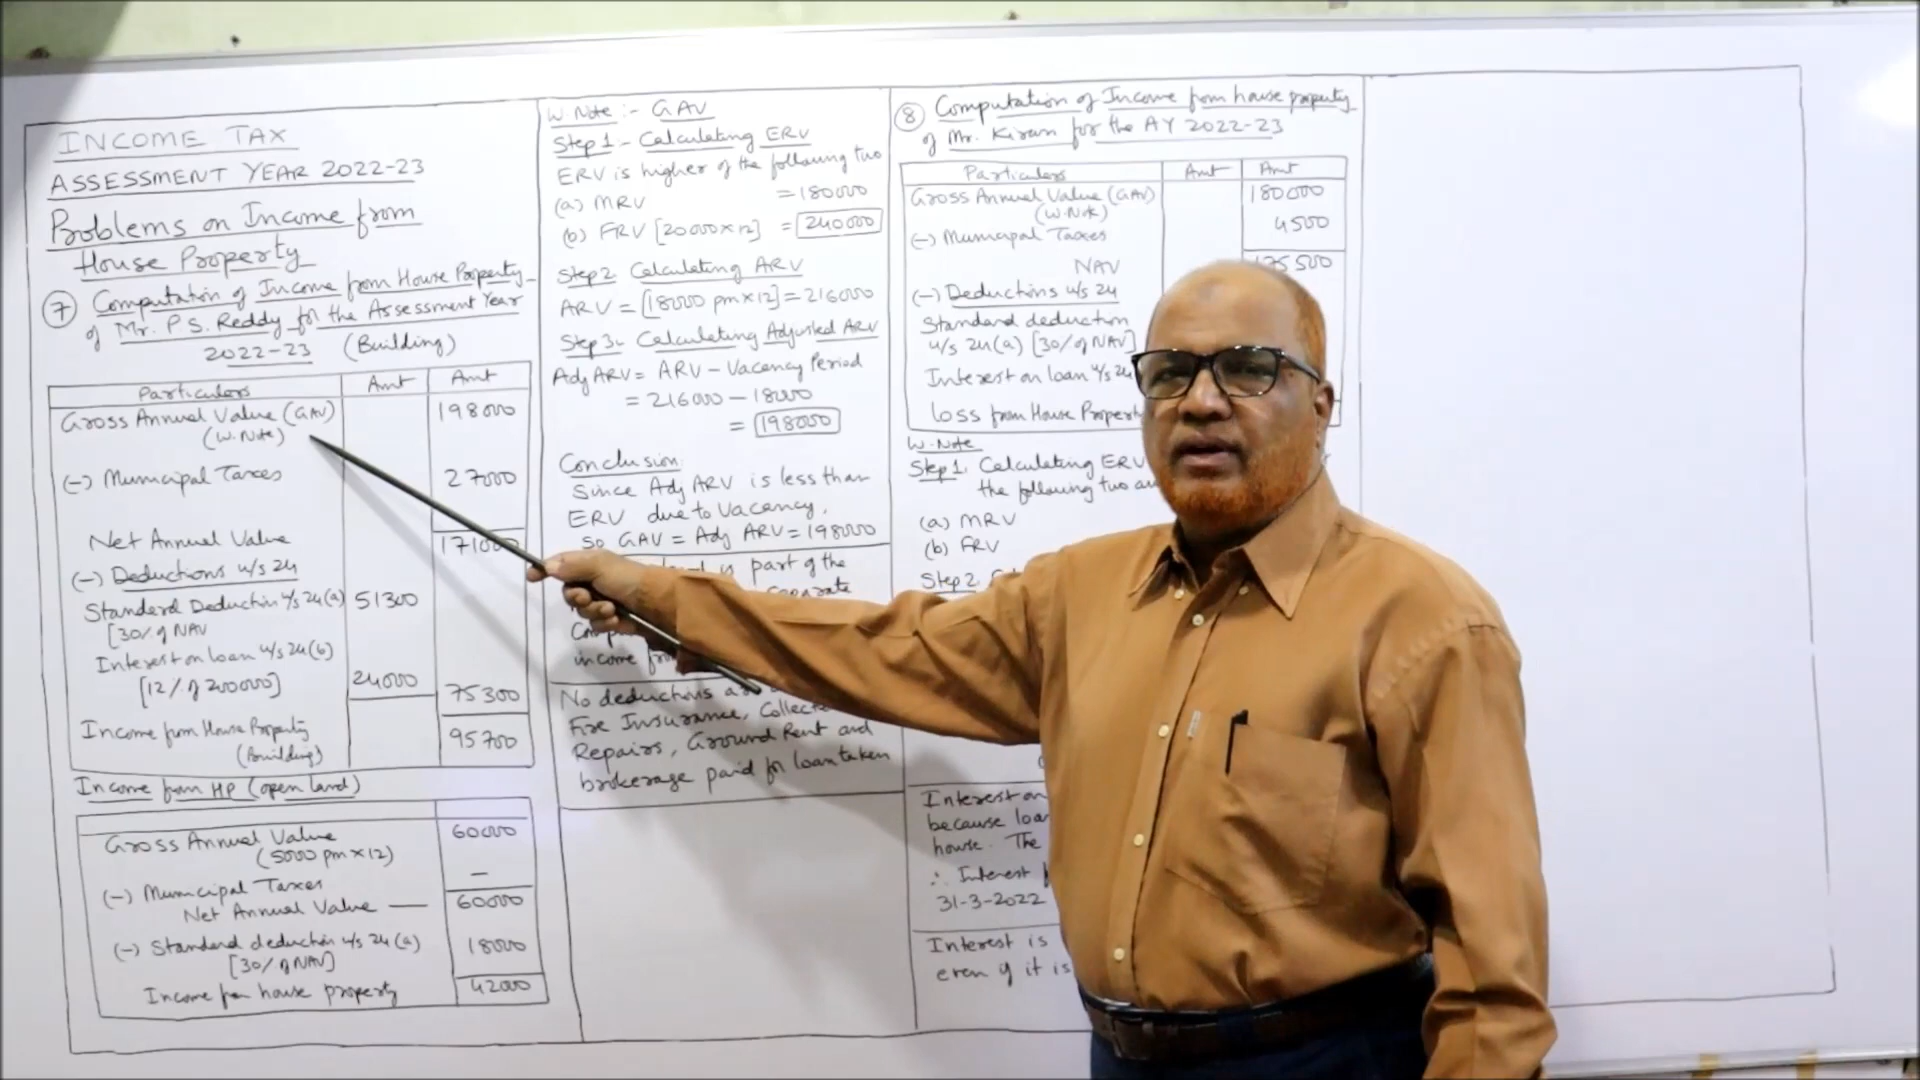 INCOME TAX
ASSESSMENT YEAR 2022-23
Problems on Income from
House Property
7 Computation of Income from House Property
of Mr. P S. Reddy for the Assessment Year
2022-23 (Building)
Particulars Amt Amt
Gross Annual Value (GAV) 198000
(W.Note)
(-) Municipal Taxes 27000
Net Annual Value 171000
(-) Deductions u/s 24
Standard Deduction u/s 24(a) 51300
[30% of NAV
Interest on loan u/s 24(b)
[12% of 200000] 24000 75300
Income from House Property 95700
(Building)
Income from HP (open land)
Gross Annual Value 60000
(5000 pm x 12)
(-) Municipal Taxes —
Net Annual Value — 60000
(-) Standard deduction u/s 24(a) 18000
[30% of NAV]
Income from house property 42000
W Note :- GAV
Step 1:- Calculating ERV
ERV is higher of the following two
(a) MRV = 180000
(b) FRV [20000x12] = 240000
Step 2. Calculating ARV
ARV = [18000 pm x 12] = 216000
Step 3. Calculating Adjusted ARV
Adj ARV = ARV - Vacancy Period
= 216000 - 18000
= 198000
Conclusion:
Since Adj ARV is less than
ERV due to vacancy,
So GAV = Adj ARV = 198000
is part of the
separate
income
No deductions
Fire Insurance, Collect
Repairs, Ground Rent and
brokerage paid for loan taken
8 Computation of Income from house property
of Mr. Kiran for the AY 2022-23
Particulars Amt Amt
Gross Annual Value (GAV) 180000
(W.Note)
(-) Municipal Taxes 4500
NAV 175500
(-) Deductions u/s 24
Standard deduction
u/s 24(a) [30% of NAV]
Interest on loan u/s 24
loss from House Property
W.Note
Step 1. Calculating ERV
the following two
(a) MRV
(b) FRV
Step 2.
Interest on
because loan
house. The
∴ Interest
31-3-2022
Interest is
even if it is